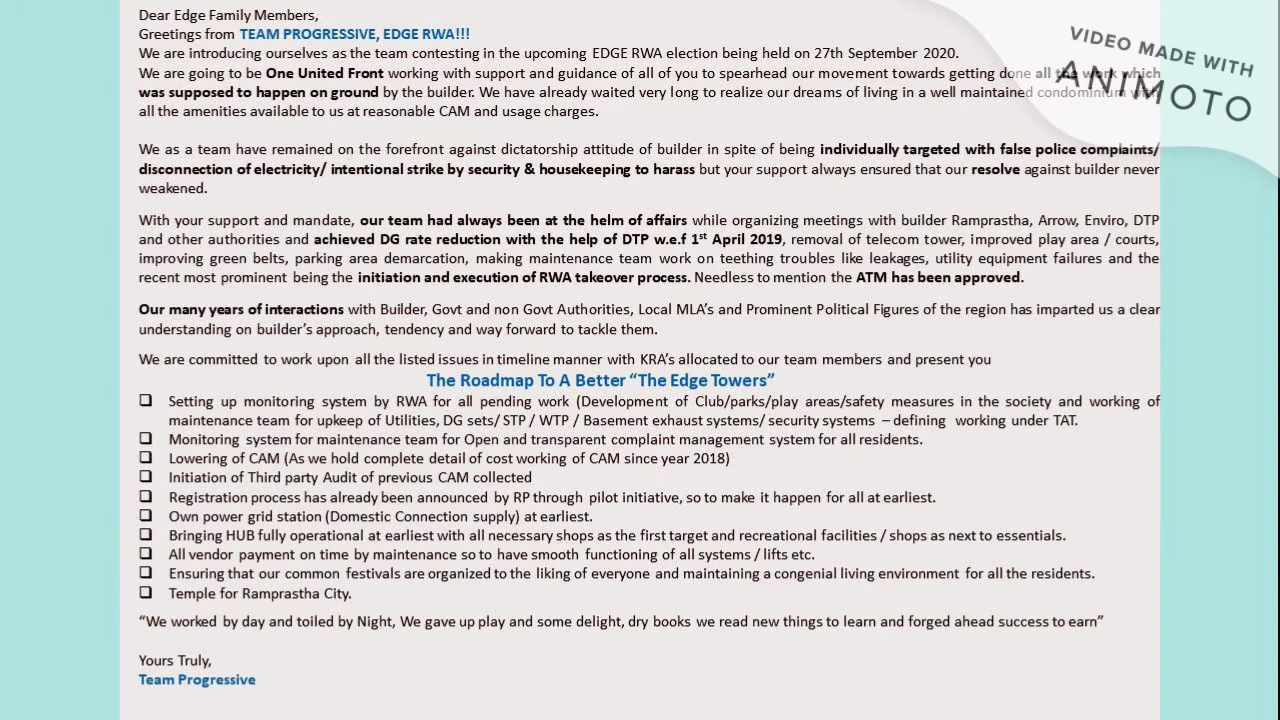 Dear Edge Family Members,
Greetings from TEAM PROGRESSIVE, EDGE RWA!!!
We are introducing ourselves as the team contesting in the upcoming EDGE RWA election being held on 27th September 2020.
We are going to be One United Front working with support and guidance of all of you to spearhead our movement towards getting done all the work which
was supposed to happen on ground by the builder. We have already waited very long to realize our dreams of living in a well maintained condominium with
all the amenities available to us at reasonable CAM and usage charges.
VIDEO MADE WITH
ANIMOTO
We as a team have remained on the forefront against dictatorship attitude of builder in spite of being individually targeted with false police complaints/
disconnection of electricity/ intentional strike by security & housekeeping to harass but your support always ensured that our resolve against builder never
weakened.
With your support and mandate, our team had always been at the helm of affairs while organizing meetings with builder Ramprastha, Arrow, Enviro, DTP
and other authorities and achieved DG rate reduction with the help of DTP w.e.f 1st April 2019, removal of telecom tower, improved play area / courts,
improving green belts, parking area demarcation, making maintenance team work on teething troubles like leakages, utility equipment failures and the
recent most prominent being the initiation and execution of RWA takeover process. Needless to mention the ATM has been approved.
Our many years of interactions with Builder, Govt and non Govt Authorities, Local MLA's and Prominent Political Figures of the region has imparted us a clear
understanding on builder's approach, tendency and way forward to tackle them.
We are committed to work upon all the listed issues in timeline manner with KRA's allocated to our team members and present you
The Roadmap To A Better “The Edge Towers”
❑ Setting up monitoring system by RWA for all pending work (Development of Club/parks/play areas/safety measures in the society and working of
maintenance team for upkeep of Utilities, DG sets/ STP / WTP / Basement exhaust systems/ security systems – defining working under TAT.
❑ Monitoring system for maintenance team for Open and transparent complaint management system for all residents.
❑ Lowering of CAM (As we hold complete detail of cost working of CAM since year 2018)
❑ Initiation of Third party Audit of previous CAM collected
❑ Registration process has already been announced by RP through pilot initiative, so to make it happen for all at earliest.
❑ Own power grid station (Domestic Connection supply) at earliest.
❑ Bringing HUB fully operational at earliest with all necessary shops as the first target and recreational facilities / shops as next to essentials.
❑ All vendor payment on time by maintenance so to have smooth functioning of all systems / lifts etc.
❑ Ensuring that our common festivals are organized to the liking of everyone and maintaining a congenial living environment for all the residents.
❑ Temple for Ramprastha City.
“We worked by day and toiled by Night, We gave up play and some delight, dry books we read new things to learn and forged ahead success to earn”
Yours Truly,
Team Progressive